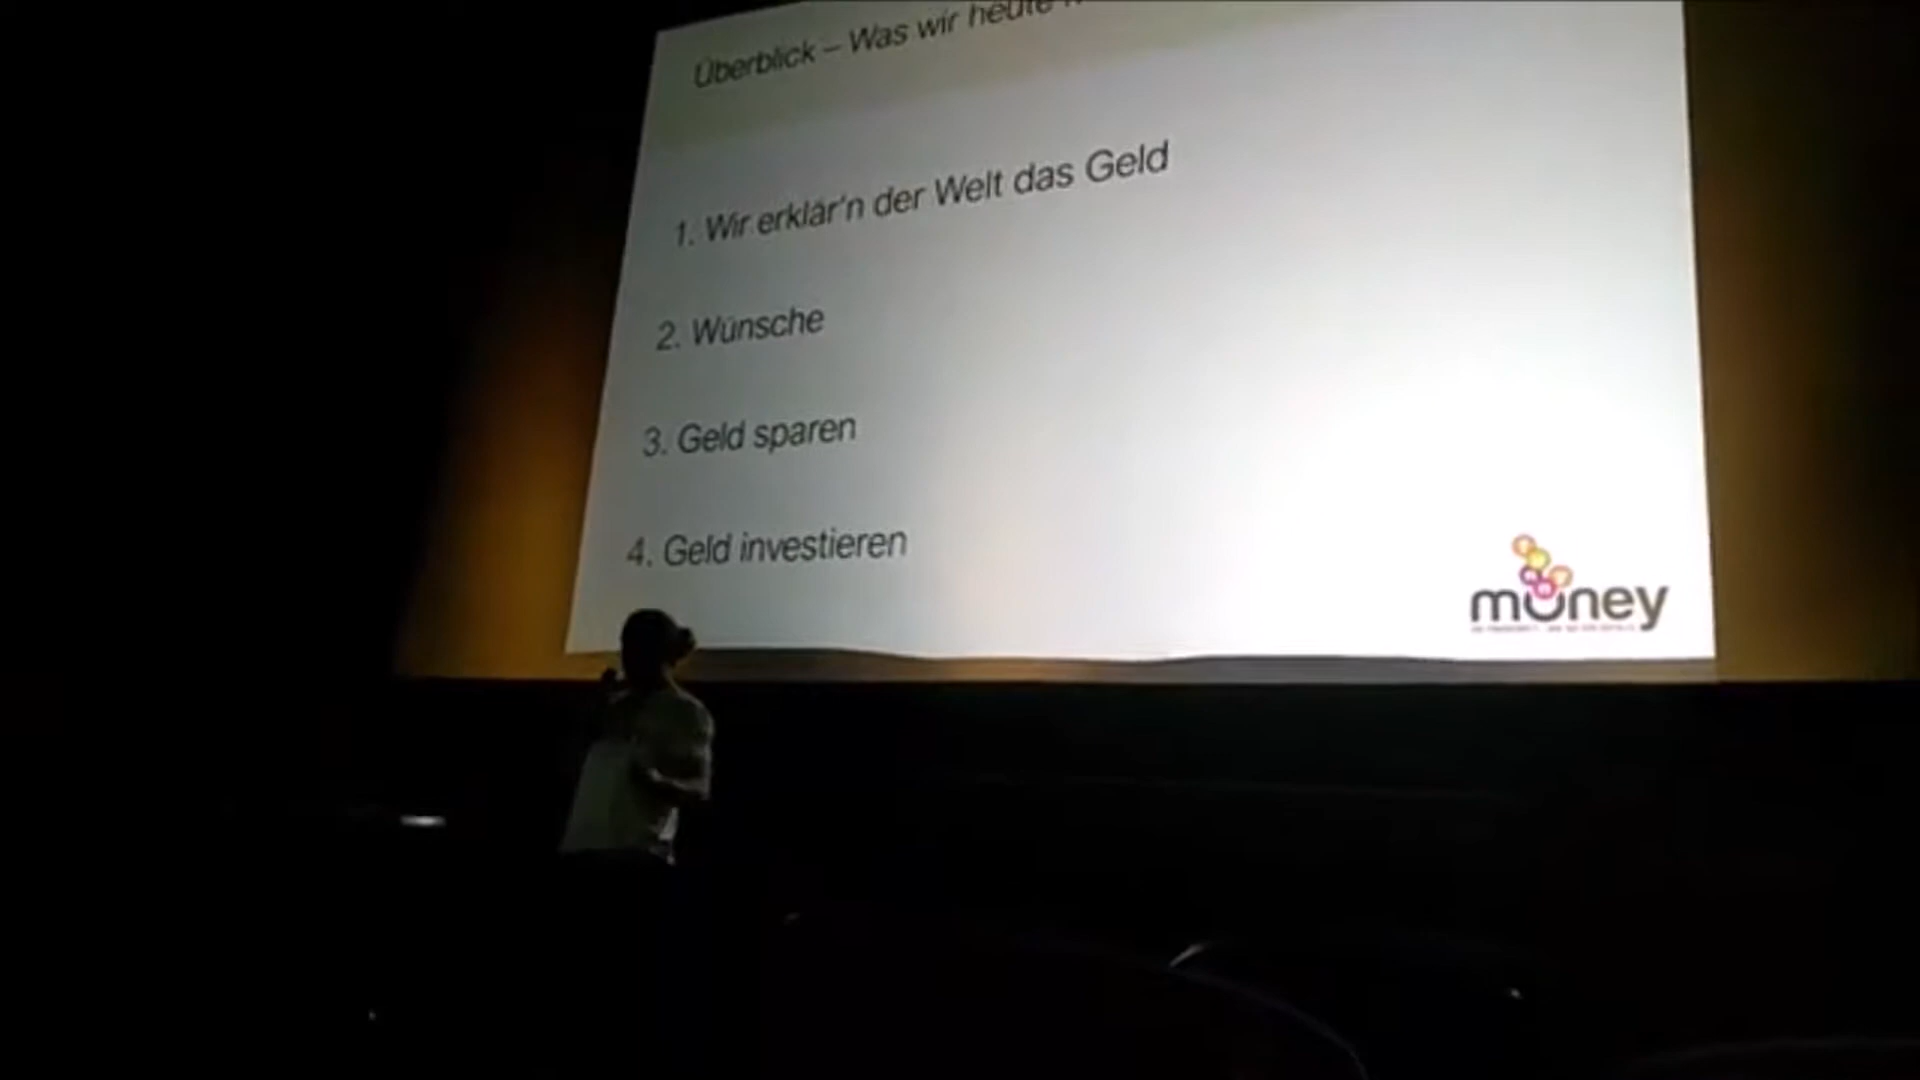 Überblick – Was wir heute
1. Wir erklär'n der Welt das Geld
2. Wünsche
3. Geld sparen
4. Geld investieren
money